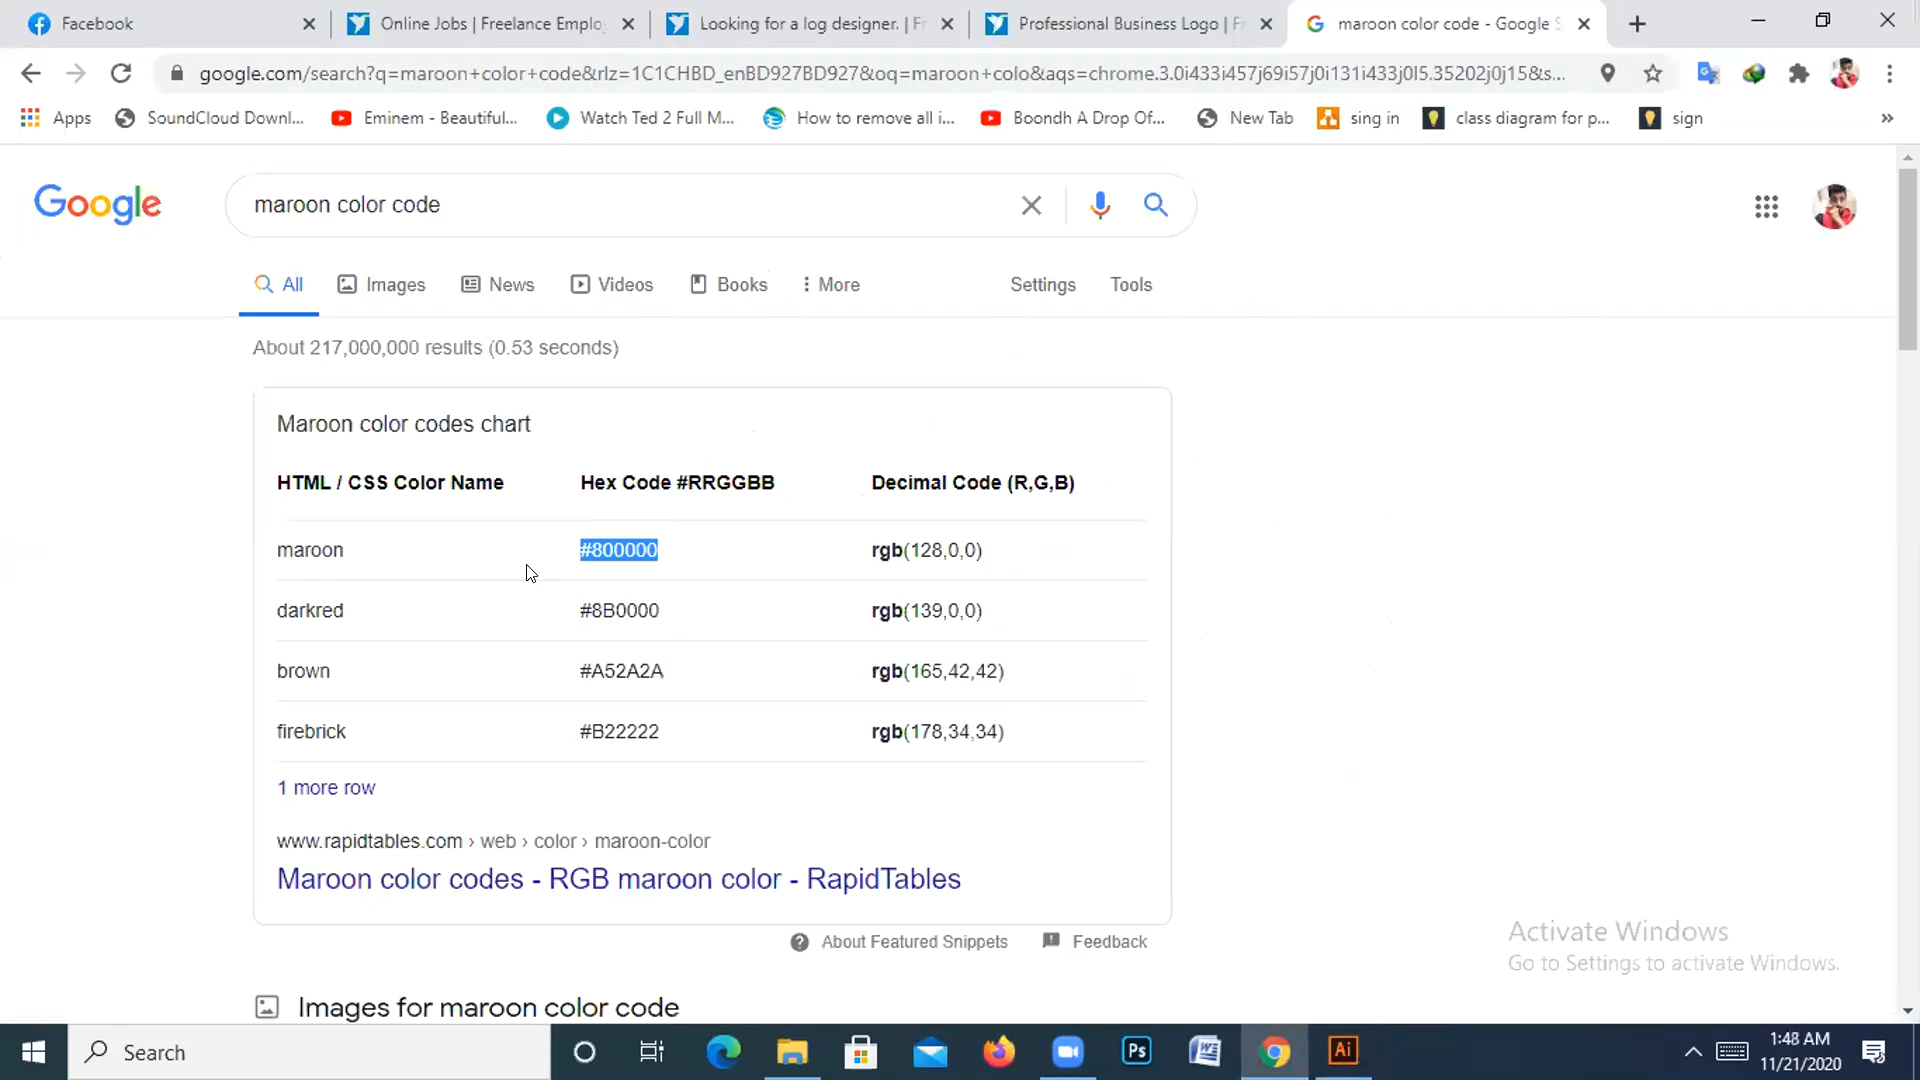 Facebook
Online Jobs | Freelance Employ
Looking for a log designer. | Fr
Professional Business Logo | Fr
maroon color code - Google S
google.com/search?q=maroon+color+code&rlz=1C1CHBD_enBD927BD927&oq=maroon+colo&aqs=chrome.3.0i433i457j69i57j0i131i433j0l5.35202j0j15&s...
Apps
SoundCloud Downl...
Eminem - Beautiful...
Watch Ted 2 Full M...
How to remove all i...
Boondh A Drop Of...
New Tab
sing in
class diagram for p...
sign
»
Google
maroon color code
All
Images
News
Videos
Books
More
Settings
Tools
About 217,000,000 results (0.53 seconds)
Maroon color codes chart
HTML / CSS Color Name Hex Code #RRGGBB Decimal Code (R,G,B)
maroon #800000 rgb(128,0,0)
darkred #8B0000 rgb(139,0,0)
brown #A52A2A rgb(165,42,42)
firebrick #B22222 rgb(178,34,34)
1 more row
www.rapidtables.com › web › color › maroon-color
Maroon color codes - RGB maroon color - RapidTables
About Featured Snippets
Feedback
Activate Windows
Go to Settings to activate Windows.
Images for maroon color code
Search
Ps
Ai
1:48 AM
11/21/2020